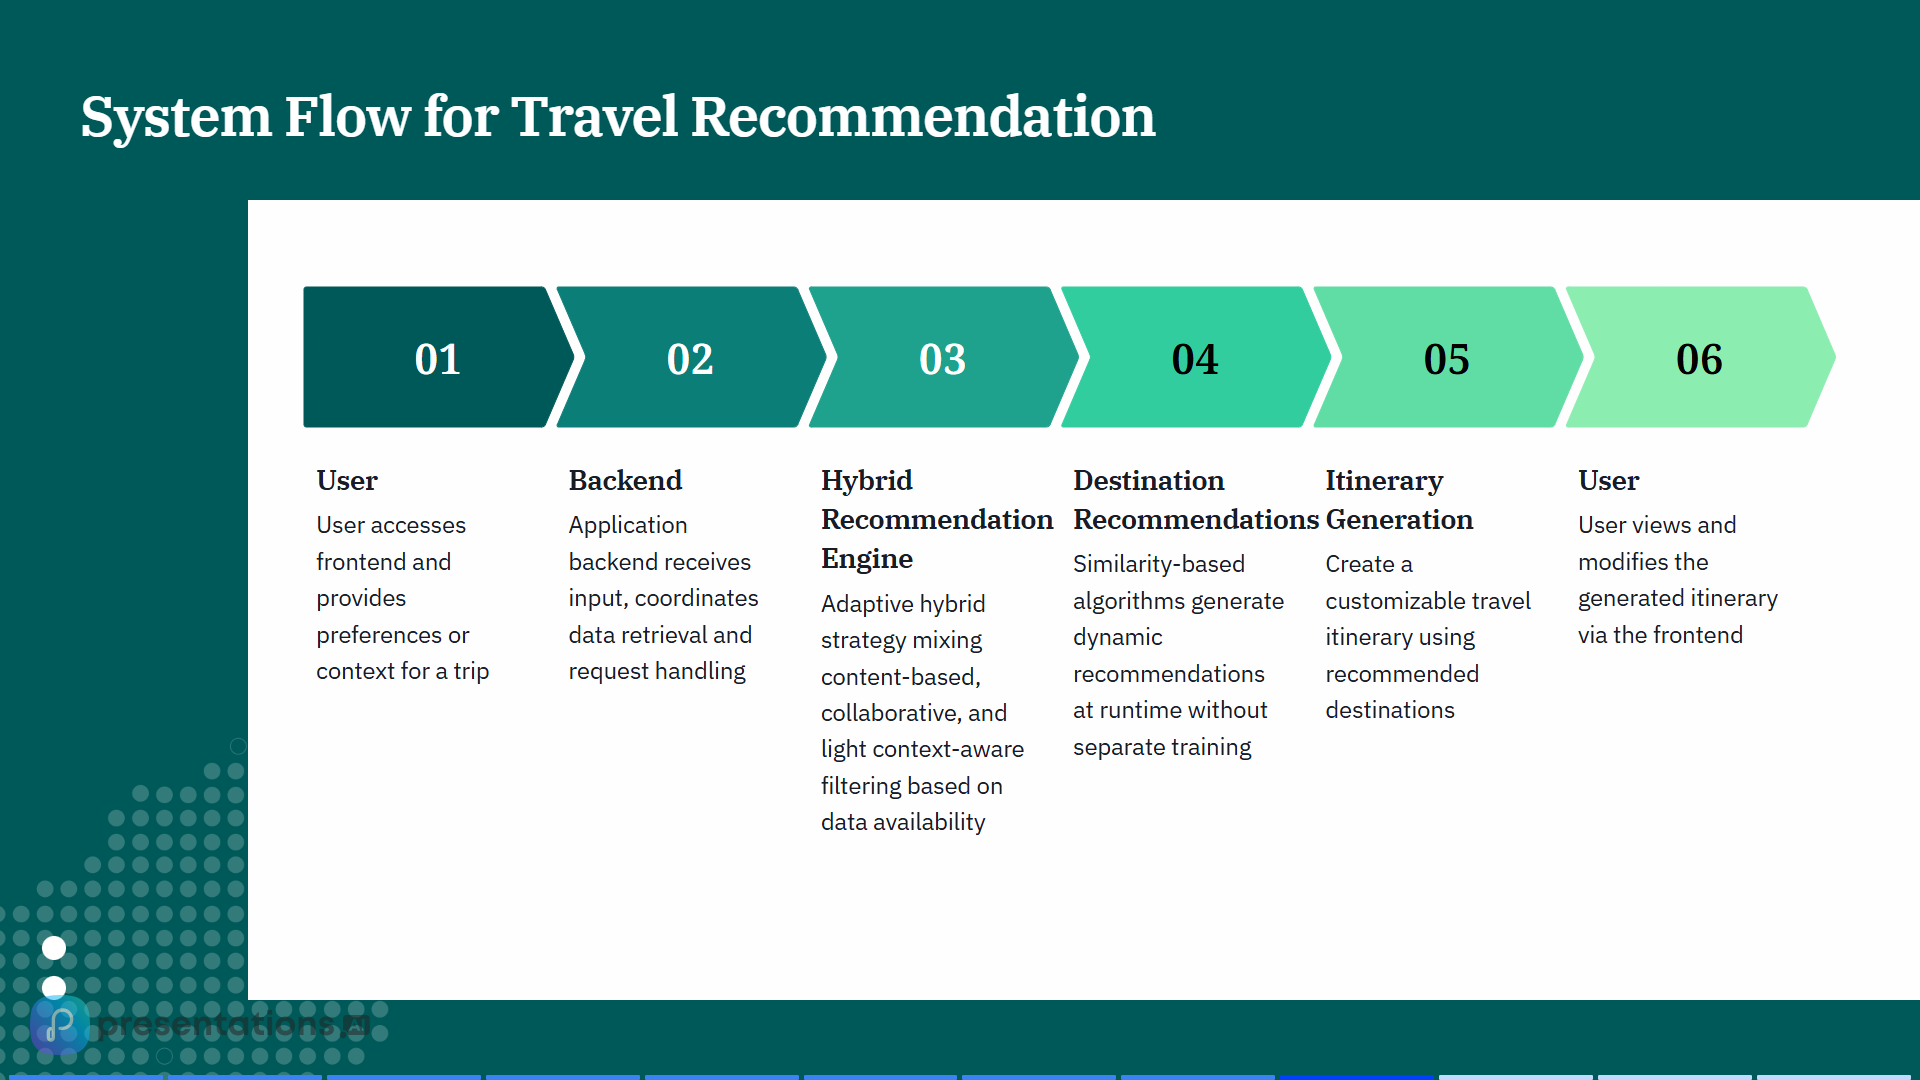 System Flow for Travel Recommendation
01
02
03
04
05
06
User
User accesses
frontend and
provides
preferences or
context for a trip
Backend
Application
backend receives
input, coordinates
data retrieval and
request handling
Hybrid
Recommendation
Engine
Adaptive hybrid
strategy mixing
content-based,
collaborative, and
light context-aware
filtering based on
data availability
Destination
Recommendations
Similarity-based
algorithms generate
dynamic
recommendations
at runtime without
separate training
Itinerary
Generation
Create a
customizable travel
itinerary using
recommended
destinations
User
User views and
modifies the
generated itinerary
via the frontend
presentations